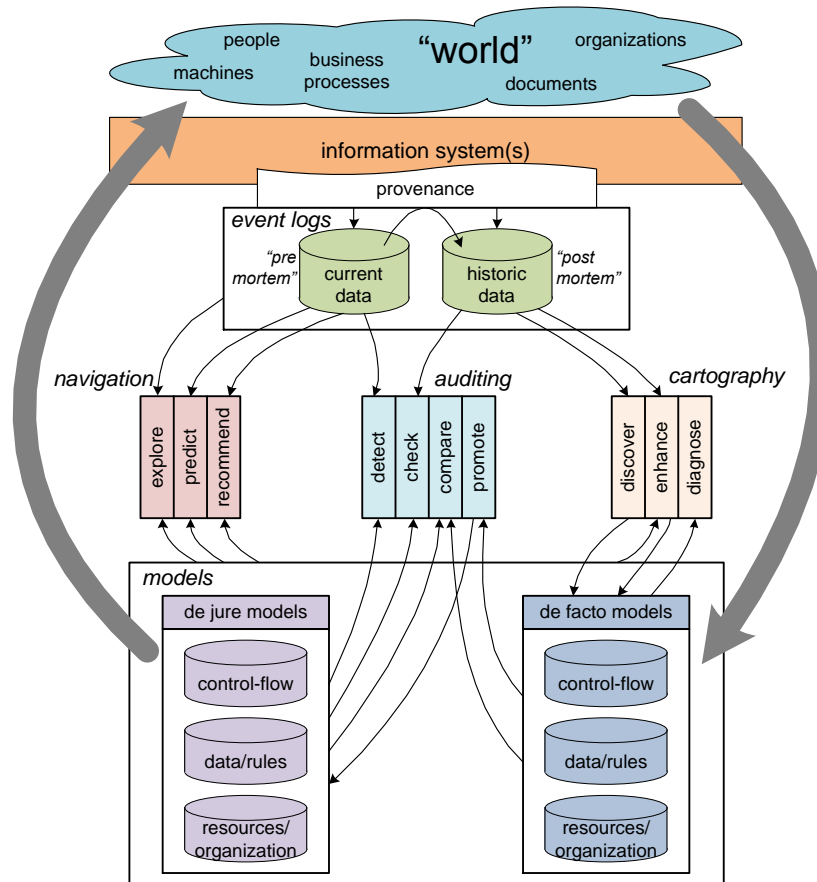 people
“world”
organizations
machines
business
processes
documents
information system(s)
provenance
event logs
“pre
mortem”
current
data
historic
data
“post
mortem”
navigation
auditing
cartography
explore
predict
recommend
detect
check
compare
promote
discover
enhance
diagnose
models
de jure models
de facto models
control-flow
control-flow
data/rules
data/rules
resources/
organization
resources/
organization